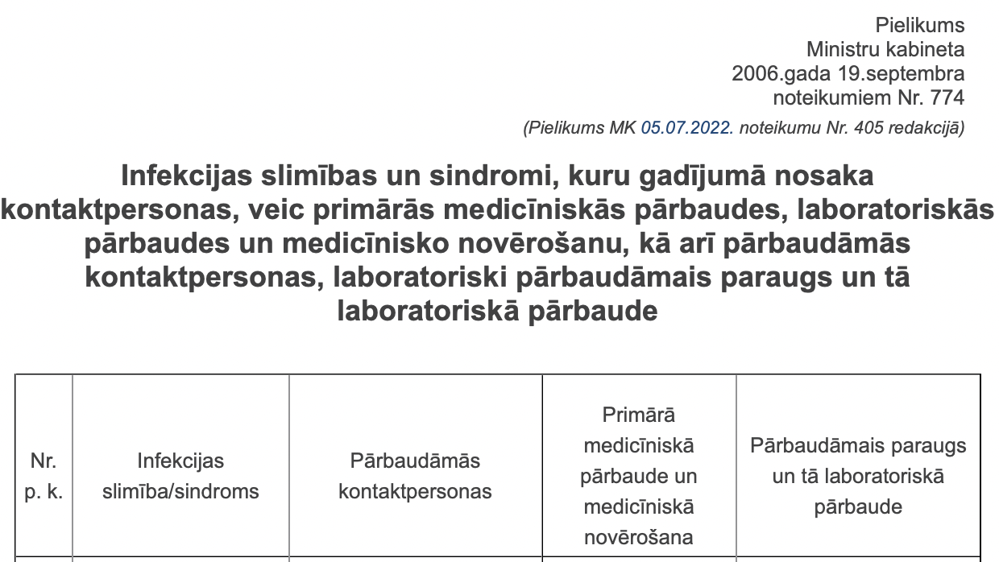 Pielikums
Ministru kabineta
2006.gada 19.septembra
noteikumiem Nr. 774
(Pielikums MK 05.07.2022. noteikumu Nr. 405 redakcijā)
Infekcijas slimības un sindromi, kuru gadījumā nosaka
kontaktpersonas, veic primārās medicīniskās pārbaudes, laboratoriskās
pārbaudes un medicīnisko novērošanu, kā arī pārbaudāmās
kontaktpersonas, laboratoriski pārbaudāmais paraugs un tā
laboratoriskā pārbaude
Nr.
p. k.
Infekcijas
slimība/sindroms
Pārbaudāmās
kontaktpersonas
Primārā
medicīniskā
pārbaude un
medicīniskā
novērošana
Pārbaudāmais paraugs
un tā laboratoriskā
pārbaude